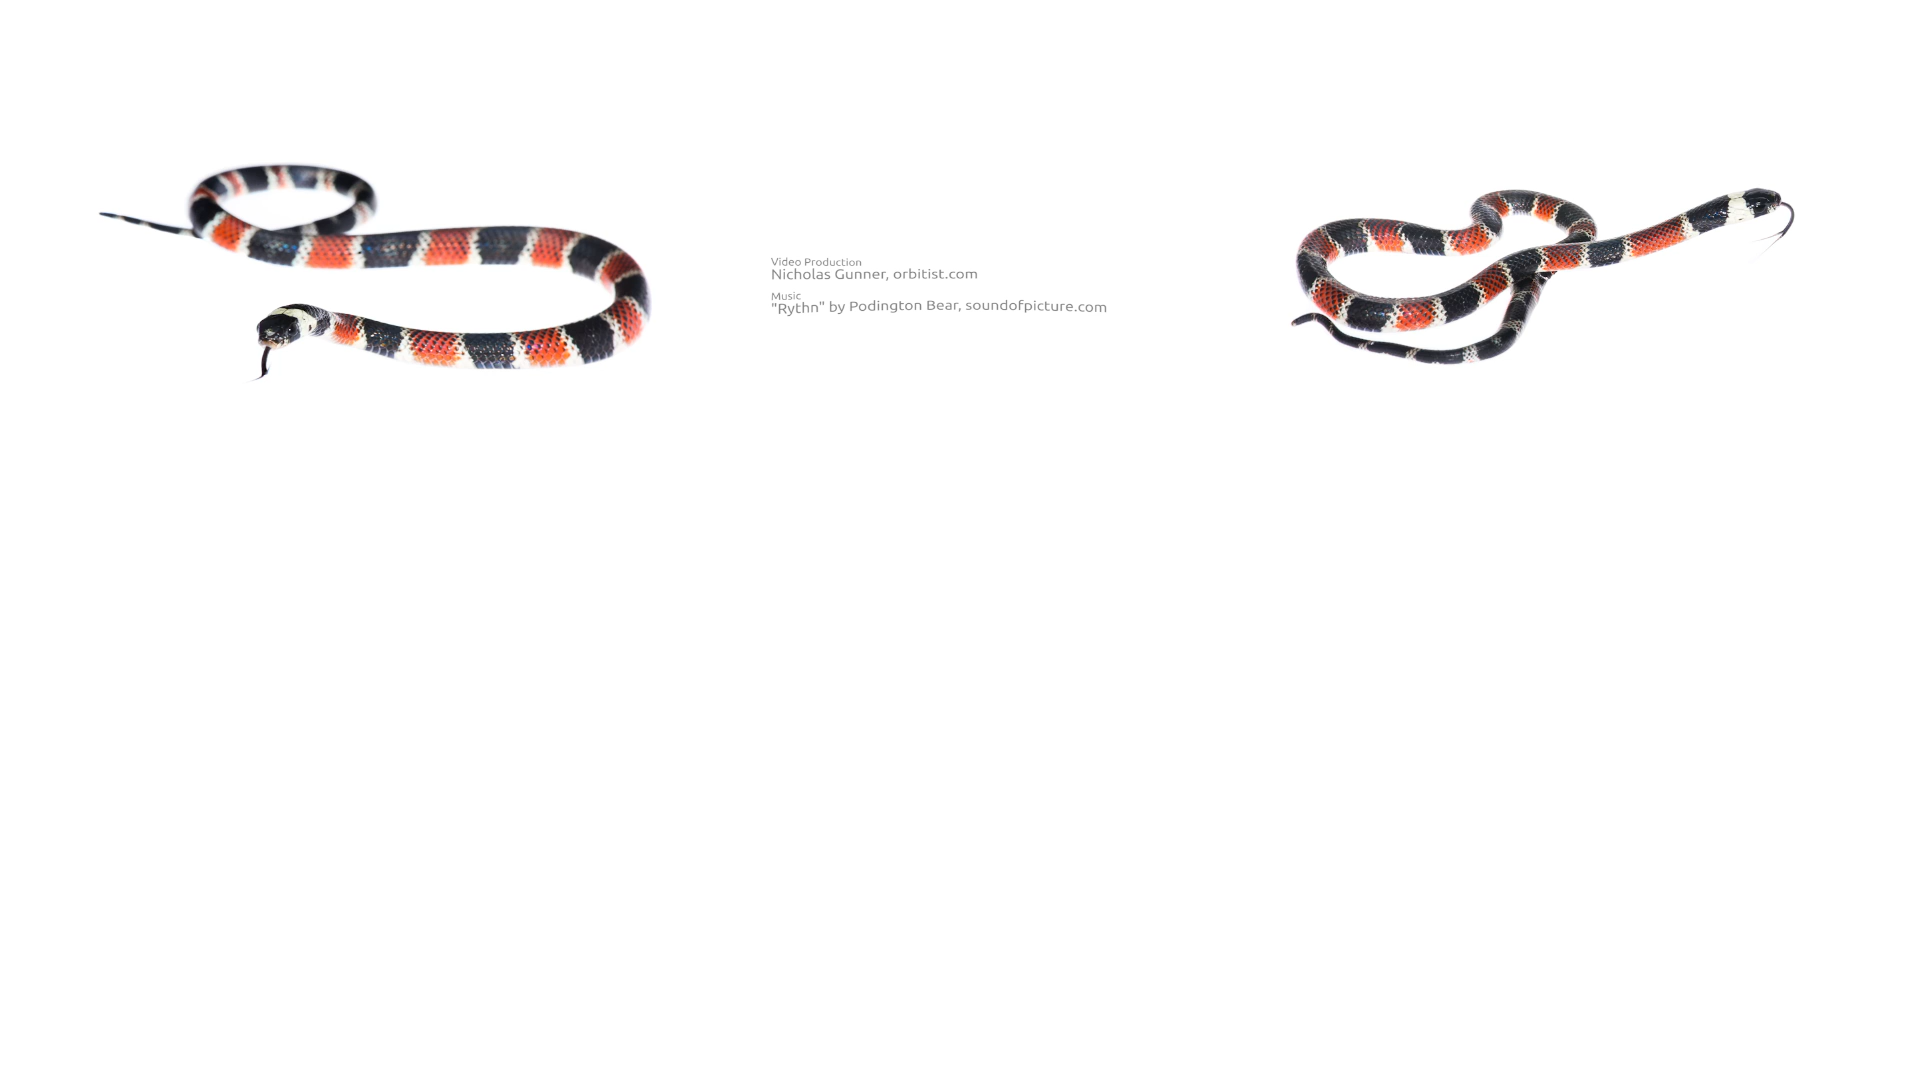 Video Production
Nicholas Gunner, orbitist.com
Music
"Rythn" by Podington Bear, soundofpicture.com